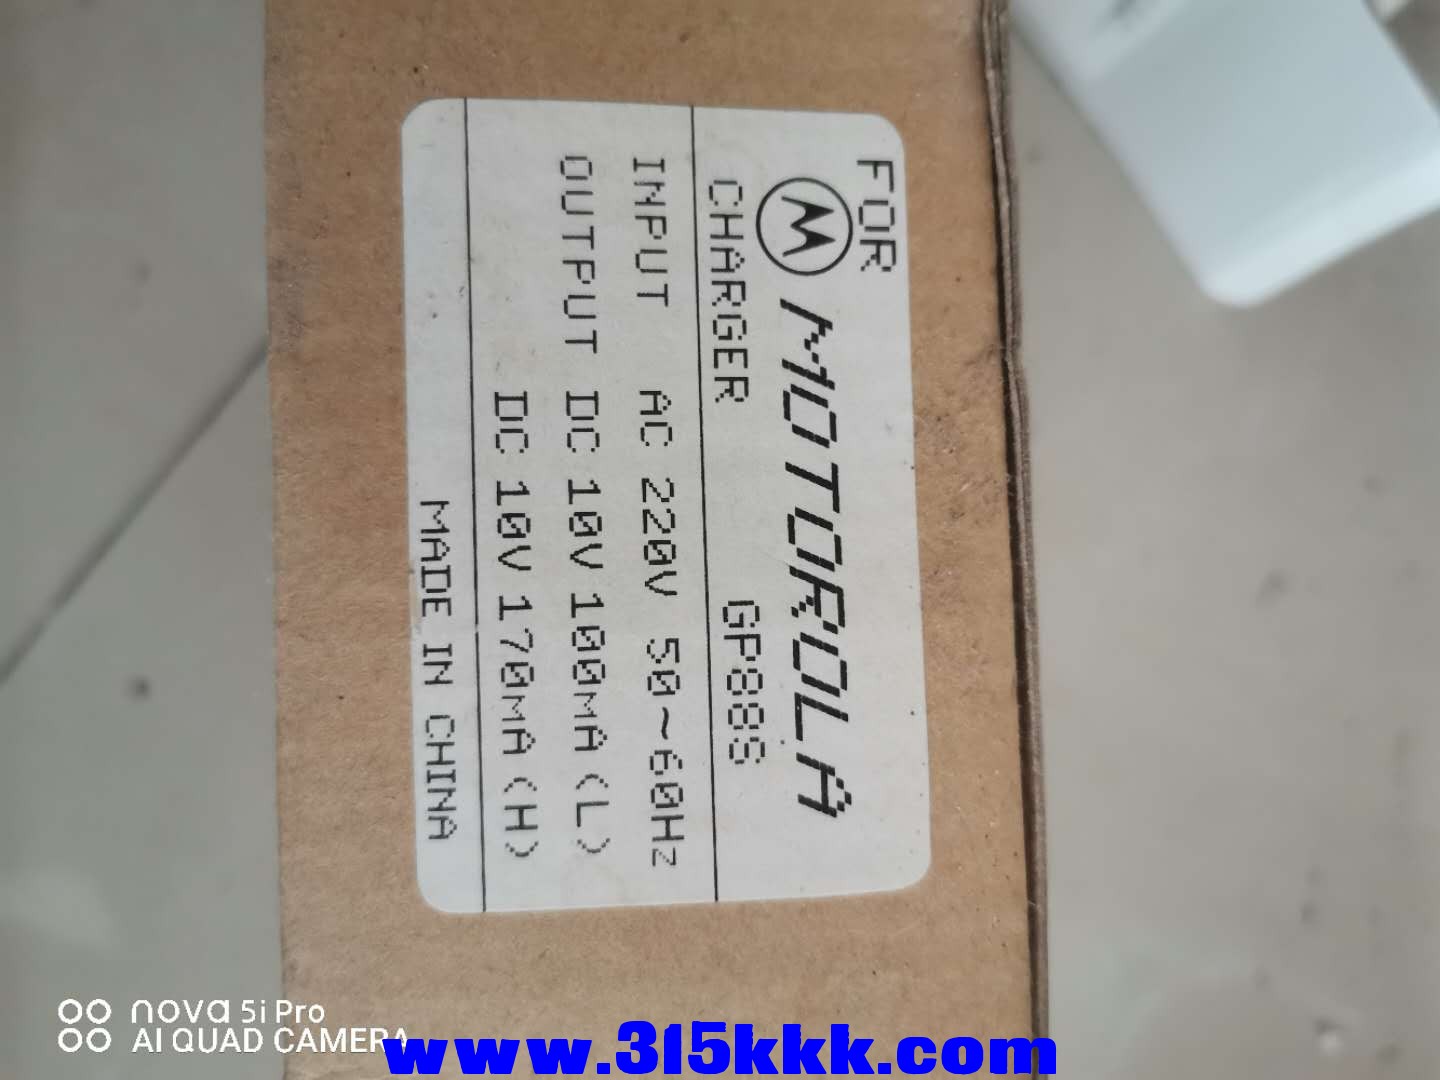 FOR
M MOTOROLA
CHARGER GP88S
INPUT AC 220V 50~60Hz
OUTPUT DC 10V 100mA (L)
DC 10V 170mA (H)
MADE IN CHINA
nova 5i Pro
AI QUAD CAMERA
www.315kkk.com